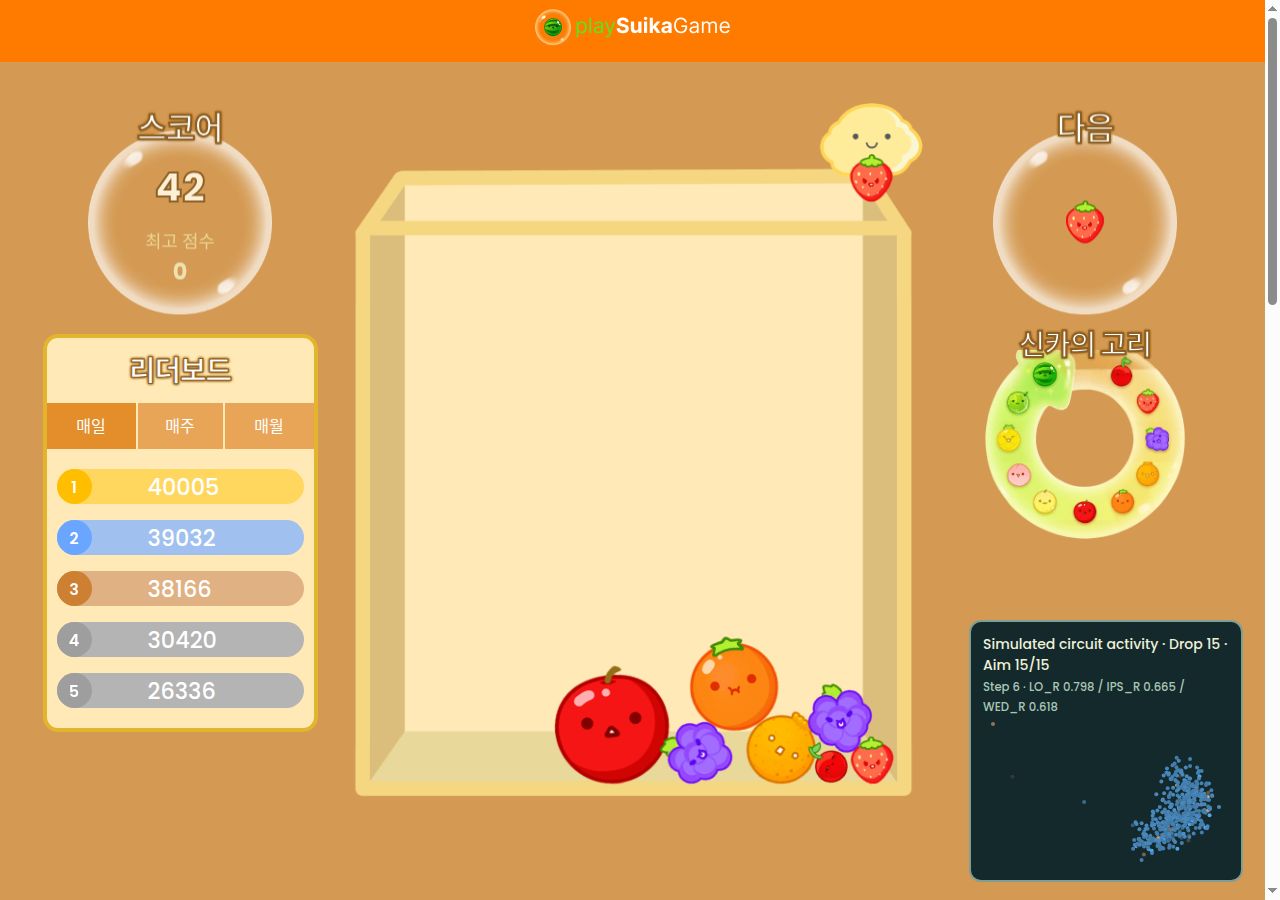 playSuikaGame
스코어
42
최고 점수
0
다음
리더보드
매일 매주 매월
1 40005
2 39032
3 38166
4 30420
5 26336
신카의 고리
Simulated circuit activity · Drop 15 ·
Aim 15/15
Step 6 · LO_R 0.798 / IPS_R 0.665 /
WED_R 0.618